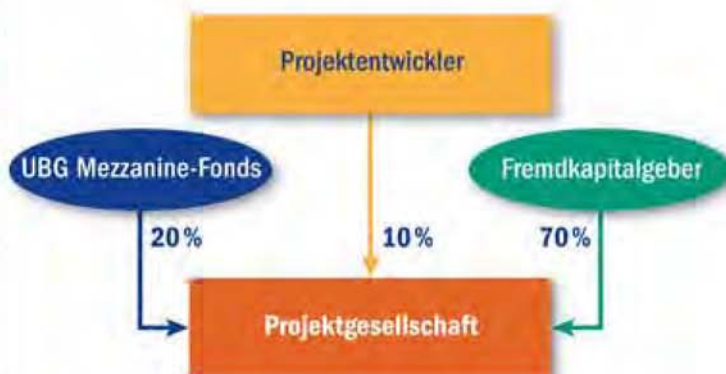 Projektentwickler
UBG Mezzanine-Fonds
Fremdkapitalgeber
20%
10%
70%
Projektgesellschaft